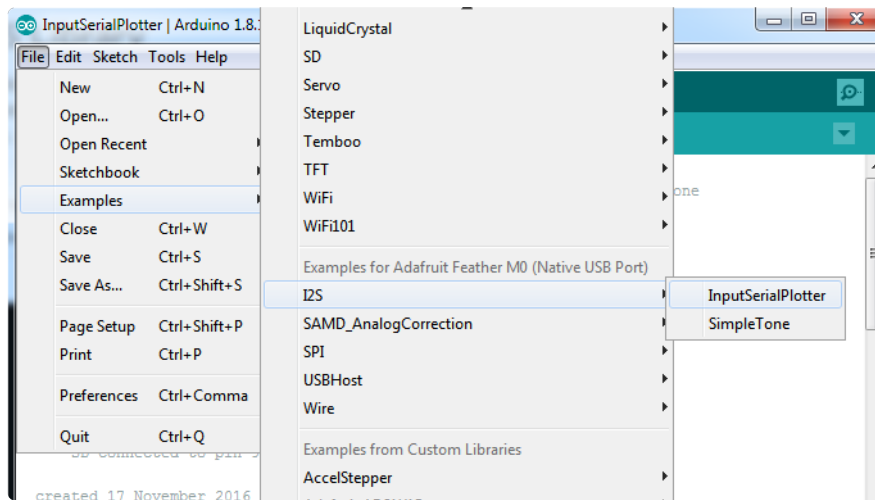 InputSerialPlotter | Arduino 1.8.
File Edit Sketch Tools Help
New Ctrl+N
Open... Ctrl+O
Open Recent
Sketchbook
Examples
Close Ctrl+W
Save Ctrl+S
Save As... Ctrl+Shift+S
Page Setup Ctrl+Shift+P
Print Ctrl+P
Preferences Ctrl+Comma
Quit Ctrl+Q
LiquidCrystal
SD
Servo
Stepper
Temboo
TFT
WiFi
WiFi101
Examples for Adafruit Feather M0 (Native USB Port)
I2S
SAMD_AnalogCorrection
SPI
USBHost
Wire
Examples from Custom Libraries
AccelStepper
InputSerialPlotter
SimpleTone
one
created 17 November 2016